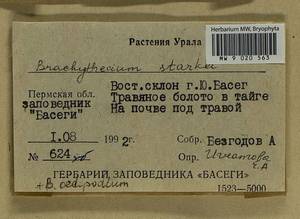 Herbarium MW, Bryophyta
MW 9 020 563
Растения Урала
Brachythecium starkei
Вост.склон г.Ю.Басег
Пермская обл. Травяное болото в тайге
заповедник На почве под травой
"Басеги"
I.08 1992г. Собр. Безгодов А
№ 624 Опр. Игнатова
Е.А
ГЕРБАРИЙ ЗАПОВЕДНИКА «БАСЕГИ»
+ B. oedipodium 1523—5000